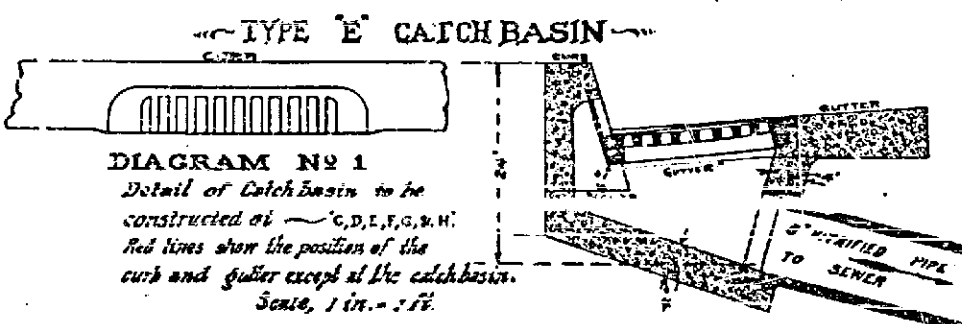 TYPE "E" CATCH BASIN
CURB
DIAGRAM Nº 1
Detail of Catch basin to be
constructed at "C, D, E, F, G, & H."
Red lines show the position of the
curb and gutter except at the catch basin.
Scale, 1 in. = ft.
CURB
GUTTER
GUTTER
24"
VITRIFIED PIPE
TO SEWER